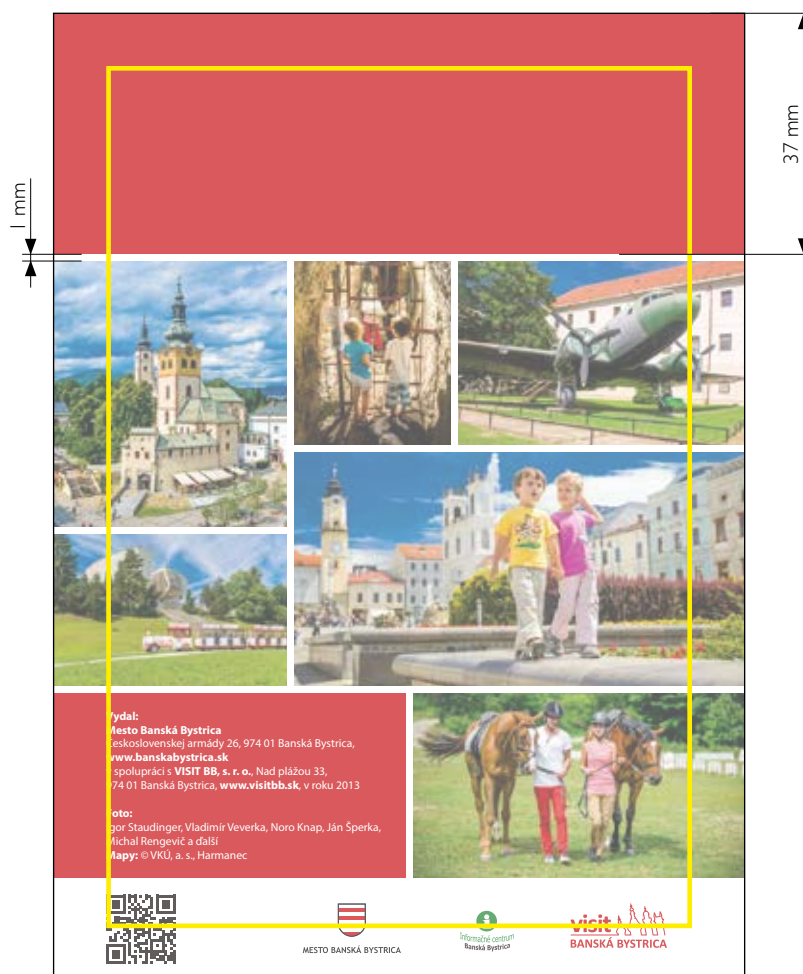 37 mm
1 mm
Vydal:
Mesto Banská Bystrica
Československej armády 26, 974 01 Banská Bystrica,
www.banskabystrica.sk
V spolupráci s VISIT BB, s. r. o., Nad plážou 33,
974 01 Banská Bystrica, www.visitbb.sk, v roku 2013
Foto:
Igor Staudinger, Vladimír Veverka, Noro Knap, Ján Šperka,
Michal Rengevič a ďalší
Mapy: © VKÚ, a. s., Harmanec
MESTO BANSKÁ BYSTRICA
Informačné centrum
Banská Bystrica
visit
BANSKÁ BYSTRICA